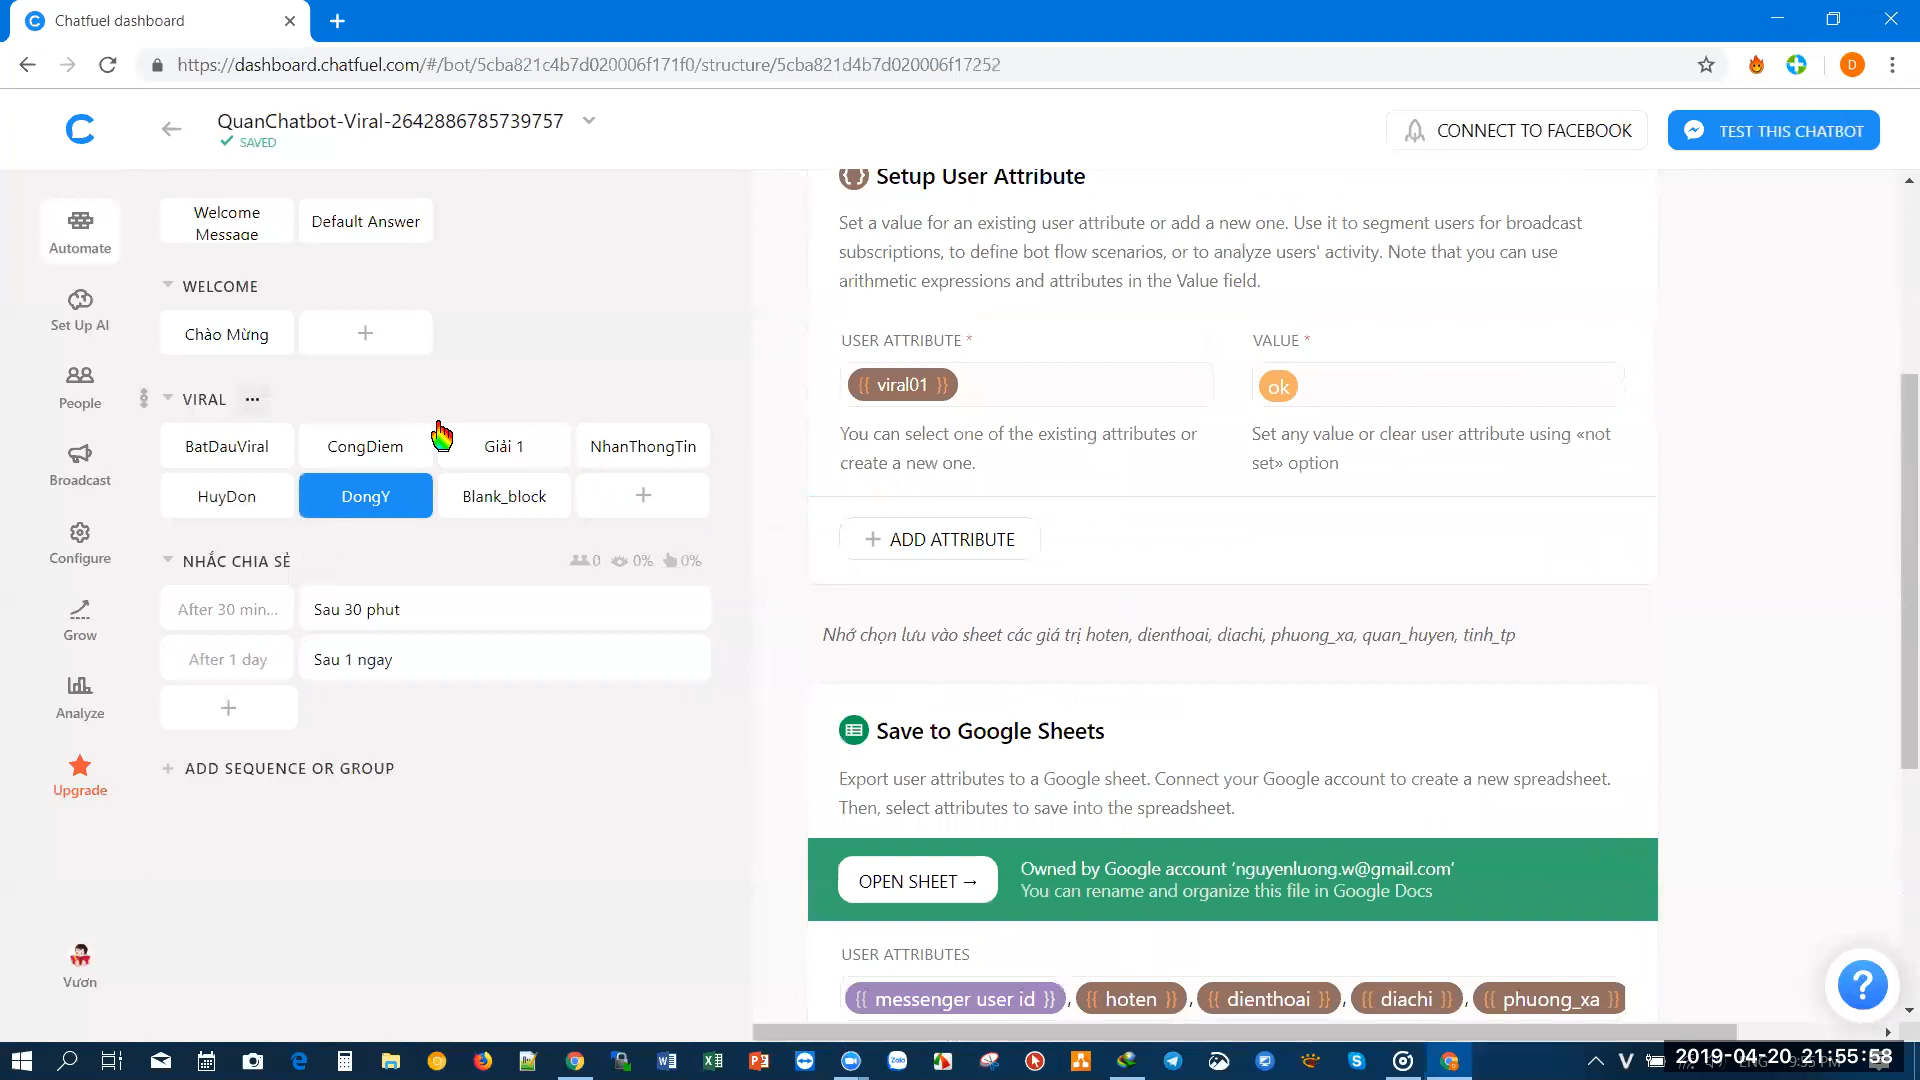 Chatfuel dashboard
https://dashboard.chatfuel.com/#/bot/5cba821c4b7d020006f171f0/structure/5cba821d4b7d020006f17252
D
QuanChatbot-Viral-2642886785739757
SAVED
CONNECT TO FACEBOOK
TEST THIS CHATBOT
Automate
Set Up AI
People
Broadcast
Configure
Grow
Analyze
Upgrade
Vươn
Welcome Message
Default Answer
WELCOME
Chào Mừng
VIRAL
BatDauViral
CongDiem
Giải 1
NhanThongTin
HuyDon
DongY
Blank_block
NHẮC CHIA SẺ
0
0%
0%
After 30 min...
Sau 30 phut
After 1 day
Sau 1 ngay
ADD SEQUENCE OR GROUP
Setup User Attribute
Set a value for an existing user attribute or add a new one. Use it to segment users for broadcast
subscriptions, to define bot flow scenarios, or to analyze users' activity. Note that you can use
arithmetic expressions and attributes in the Value field.
USER ATTRIBUTE *
VALUE *
{{ viral01 }}
ok
You can select one of the existing attributes or
create a new one.
Set any value or clear user attribute using «not
set» option
ADD ATTRIBUTE
Nhớ chọn lưu vào sheet các giá trị hoten, dienthoai, diachi, phuong_xa, quan_huyen, tinh_tp
Save to Google Sheets
Export user attributes to a Google sheet. Connect your Google account to create a new spreadsheet.
Then, select attributes to save into the spreadsheet.
OPEN SHEET →
Owned by Google account ‘nguyenluong.w@gmail.com’
You can rename and organize this file in Google Docs
USER ATTRIBUTES
{{ messenger user id }}, {{ hoten }}, {{ dienthoai }}, {{ diachi }}, {{ phuong_xa }}
2019-04-20 21:55:58